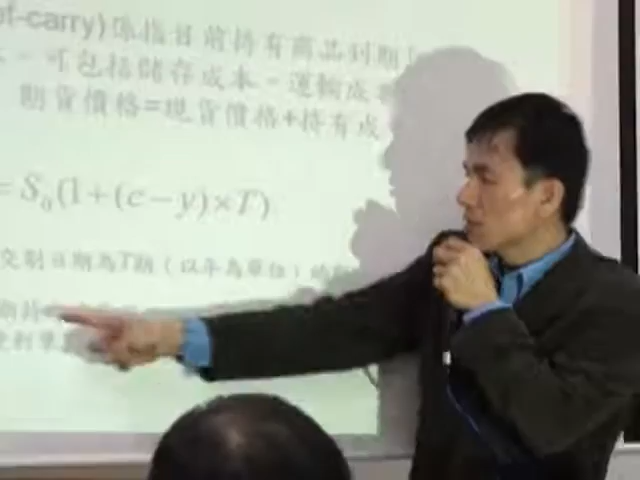 of-carry)係指目前持有商品到期
可包括儲存成本、運輸成
期貨價格=現貨價格+持有成
= S₀(1+(c−y)×T)
交割日期為T期（以年為單位）的